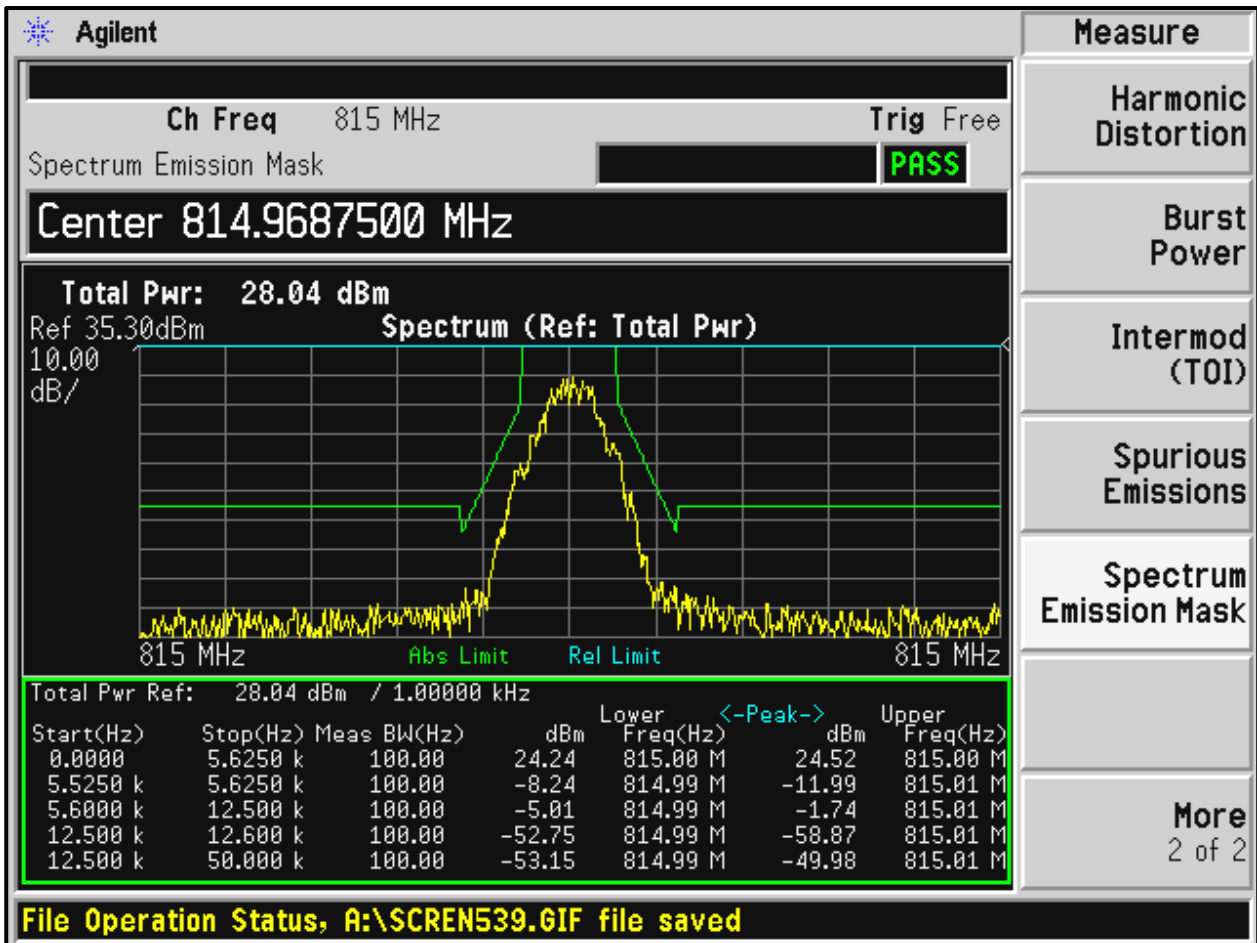 Agilent
Measure
Ch Freq 815 MHz Trig Free
Spectrum Emission Mask PASS
Center 814.9687500 MHz
Total Pwr: 28.04 dBm
Ref 35.30dBm Spectrum (Ref: Total Pwr)
10.00
dB/
815 MHz Abs Limit Rel Limit 815 MHz
Total Pwr Ref: 28.04 dBm / 1.00000 kHz
Lower <-Peak-> Upper
Start(Hz) Stop(Hz) Meas BW(Hz) dBm Freq(Hz) dBm Freq(Hz)
0.0000 5.6250 k 100.00 24.24 815.00 M 24.52 815.00 M
5.5250 k 5.6250 k 100.00 -8.24 814.99 M -11.99 815.01 M
5.6000 k 12.500 k 100.00 -5.01 814.99 M -1.74 815.01 M
12.500 k 12.600 k 100.00 -52.75 814.99 M -58.87 815.01 M
12.500 k 50.000 k 100.00 -53.15 814.99 M -49.98 815.01 M
Harmonic
Distortion
Burst
Power
Intermod
(TOI)
Spurious
Emissions
Spectrum
Emission Mask
More
2 of 2
File Operation Status, A:\SCREN539.GIF file saved